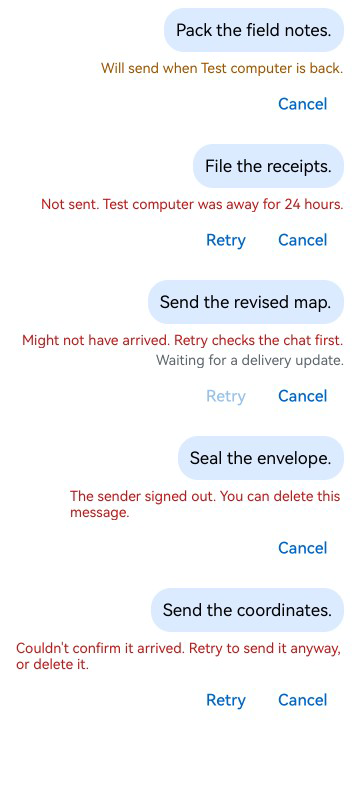 Pack the field notes.
Will send when Test computer is back.
Cancel
File the receipts.
Not sent. Test computer was away for 24 hours.
Retry Cancel
Send the revised map.
Might not have arrived. Retry checks the chat first.
Waiting for a delivery update.
Retry Cancel
Seal the envelope.
The sender signed out. You can delete this
message.
Cancel
Send the coordinates.
Couldn't confirm it arrived. Retry to send it anyway,
or delete it.
Retry Cancel